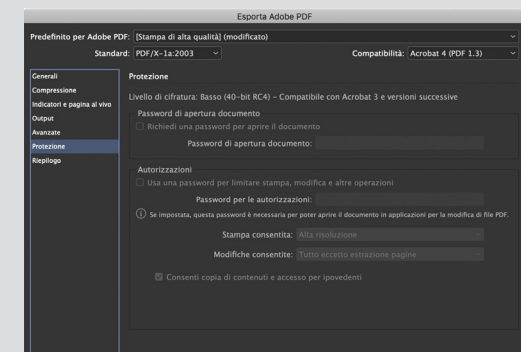 Esporta Adobe PDF
Predefinito per Adobe PDF: [Stampa di alta qualità] (modificato)
Standard: PDF/X-1a:2003 Compatibilità: Acrobat 4 (PDF 1.3)
Generali
Compressione
Indicatori e pagina al vivo
Output
Avanzate
Protezione
Riepilogo
Protezione
Livello di cifratura: Basso (40-bit RC4) – Compatibile con Acrobat 3 e versioni successive
Password di apertura documento
Richiedi una password per aprire il documento
Password di apertura documento:
Autorizzazioni
Usa una password per limitare stampa, modifica e altre operazioni
Password per le autorizzazioni:
Se impostata, questa password è necessaria per poter aprire il documento in applicazioni per la modifica di file PDF.
Stampa consentita: Alta risoluzione
Modifiche consentite: Tutto eccetto estrazione pagine
Consenti copia di contenuti e accesso per ipovedenti